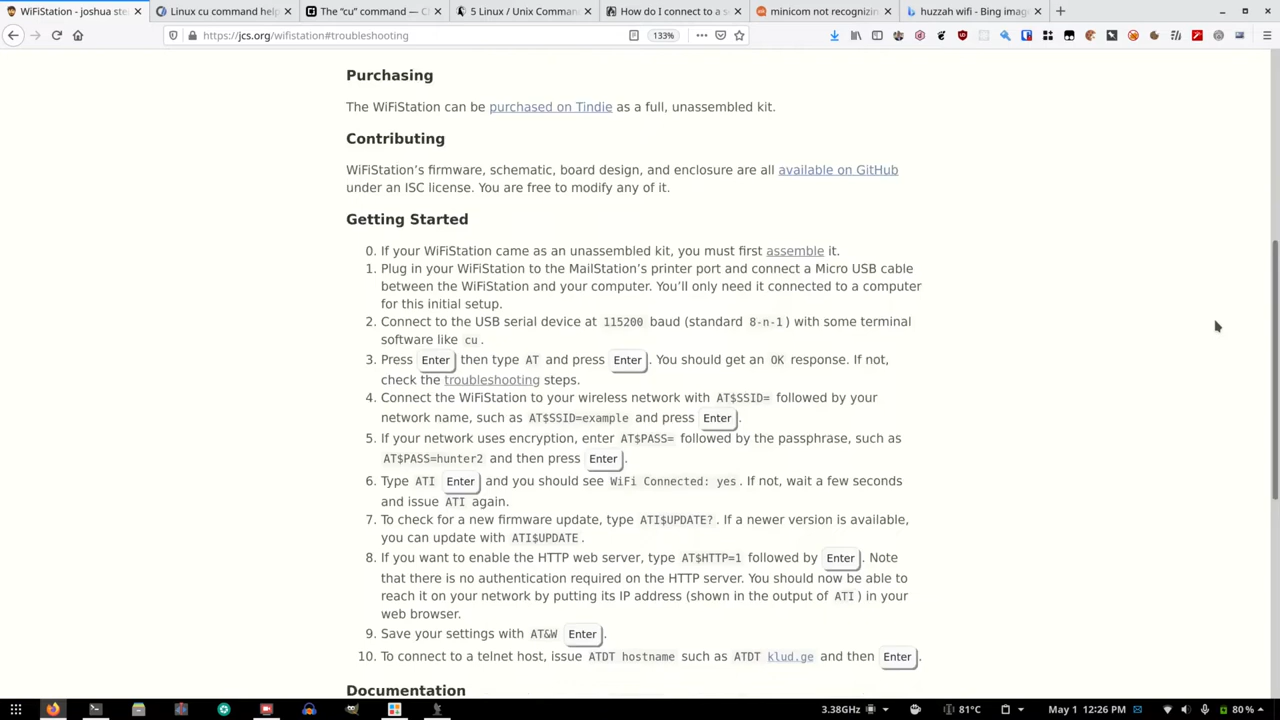 WiFiStation - joshua ste
Linux cu command help
The "cu" command — C
5 Linux / Unix Comman
How do I connect to a s
minicom not recognizin
huzzah wifi - Bing imag
https://jcs.org/wifistation#troubleshooting
133%
Purchasing
The WiFiStation can be purchased on Tindie as a full, unassembled kit.
Contributing
WiFiStation's firmware, schematic, board design, and enclosure are all available on GitHub
under an ISC license. You are free to modify any of it.
Getting Started
0. If your WiFiStation came as an unassembled kit, you must first assemble it.
1. Plug in your WiFiStation to the MailStation's printer port and connect a Micro USB cable
between the WiFiStation and your computer. You'll only need it connected to a computer
for this initial setup.
2. Connect to the USB serial device at 115200 baud (standard 8-n-1) with some terminal
software like cu.
3. Press Enter then type AT and press Enter. You should get an OK response. If not,
check the troubleshooting steps.
4. Connect the WiFiStation to your wireless network with AT$SSID= followed by your
network name, such as AT$SSID=example and press Enter.
5. If your network uses encryption, enter AT$PASS= followed by the passphrase, such as
AT$PASS=hunter2 and then press Enter.
6. Type ATI Enter and you should see WiFi Connected: yes. If not, wait a few seconds
and issue ATI again.
7. To check for a new firmware update, type ATI$UPDATE?. If a newer version is available,
you can update with ATI$UPDATE.
8. If you want to enable the HTTP web server, type AT$HTTP=1 followed by Enter. Note
that there is no authentication required on the HTTP server. You should now be able to
reach it on your network by putting its IP address (shown in the output of ATI) in your
web browser.
9. Save your settings with AT&W Enter.
10. To connect to a telnet host, issue ATDT hostname such as ATDT klud.ge and then Enter.
Documentation
3.38GHz
81°C
May 1 12:26 PM
80 %